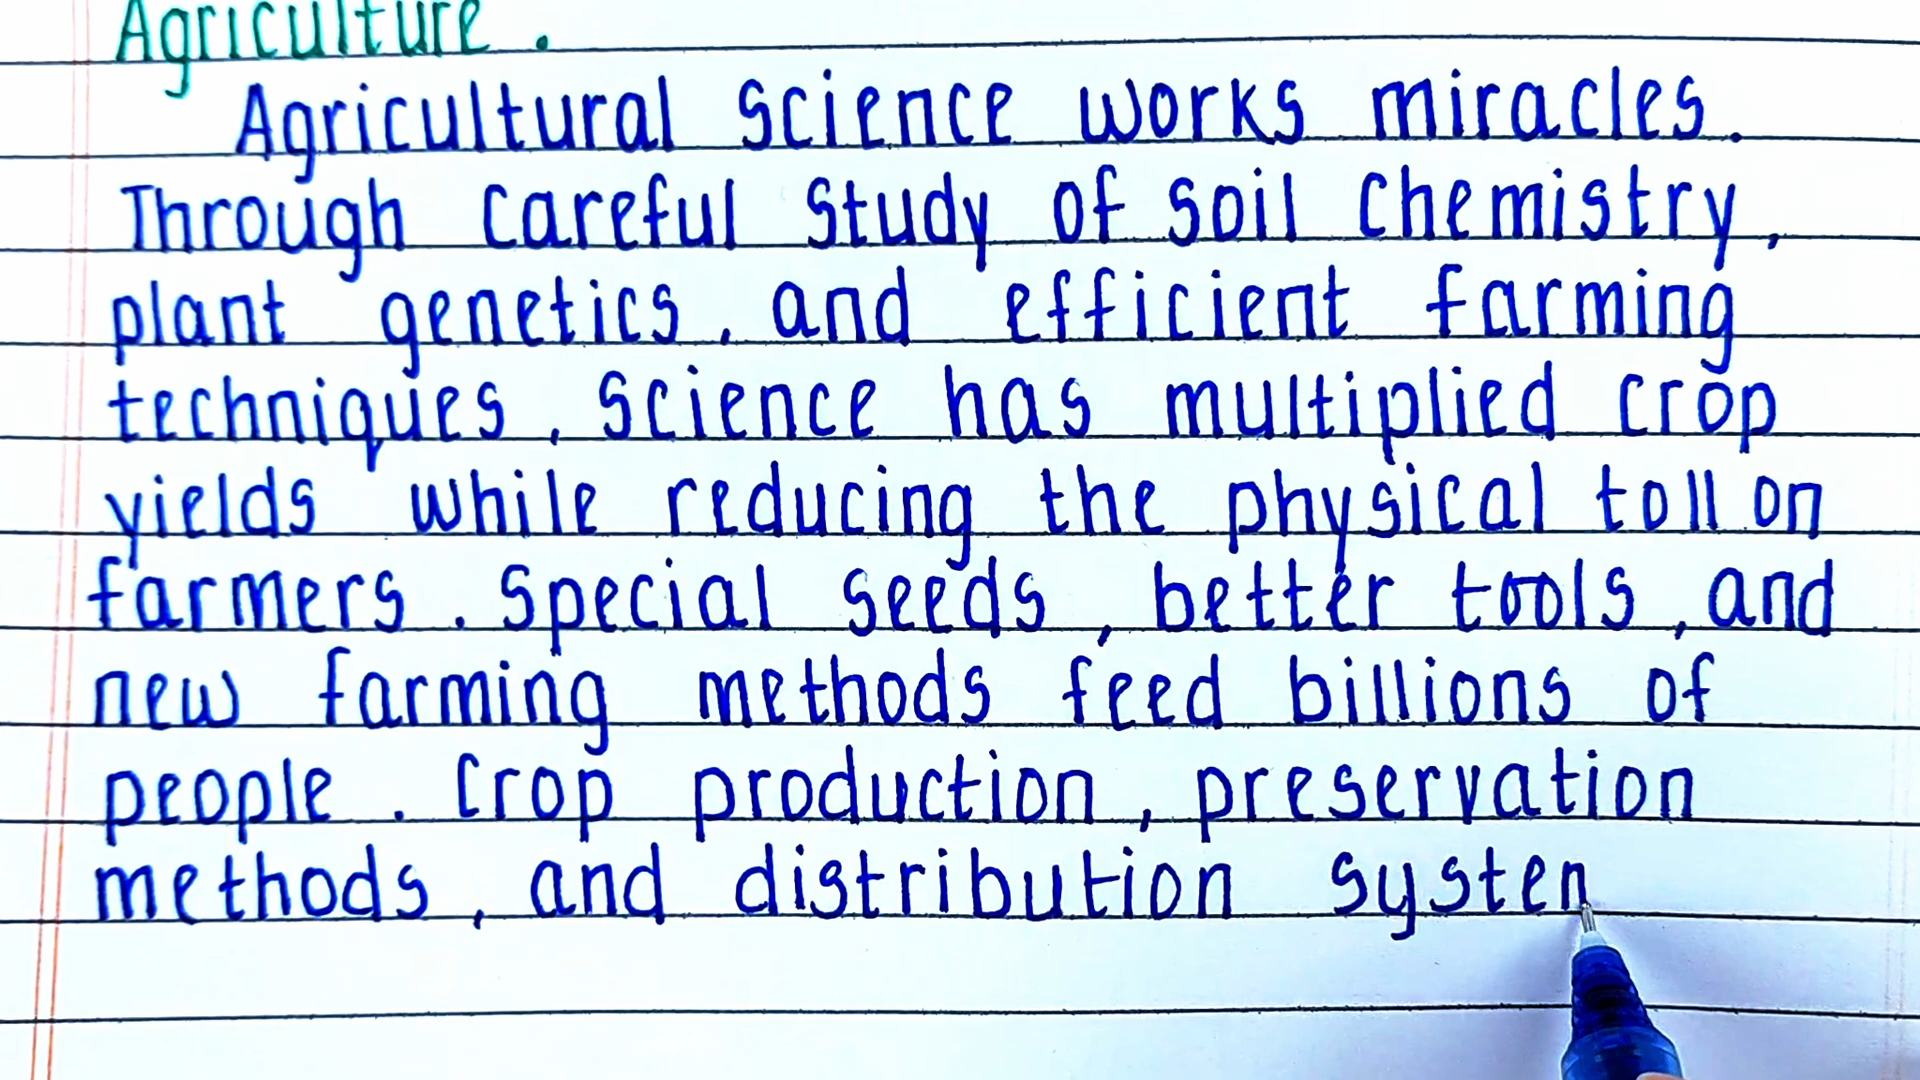 Agriculture.
Agricultural science works miracles.
Through careful study of soil chemistry,
plant genetics, and efficient farming
techniques, science has multiplied crop
yields while reducing the physical toll on
farmers. Special seeds, better tools, and
new farming methods feed billions of
people. Crop production, preservation
methods, and distribution systen